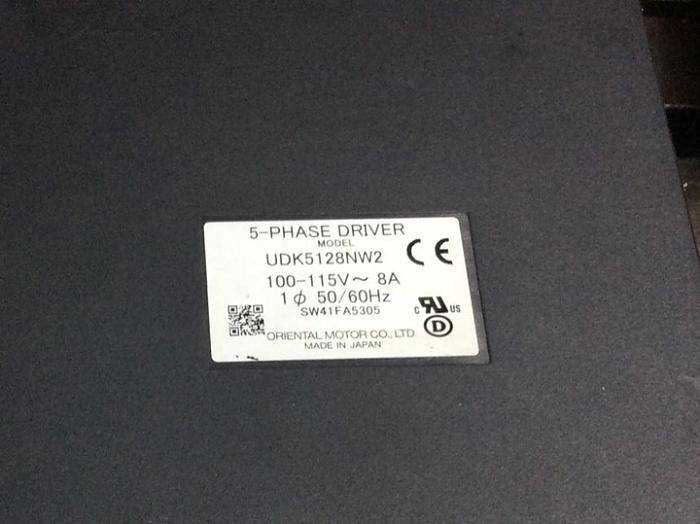 5-PHASE DRIVER
MODEL
UDK5128NW2
CE
100-115V～ 8A
1φ 50/60Hz
SW41FA5305
c RU US
D
ORIENTAL MOTOR CO., LTD
MADE IN JAPAN